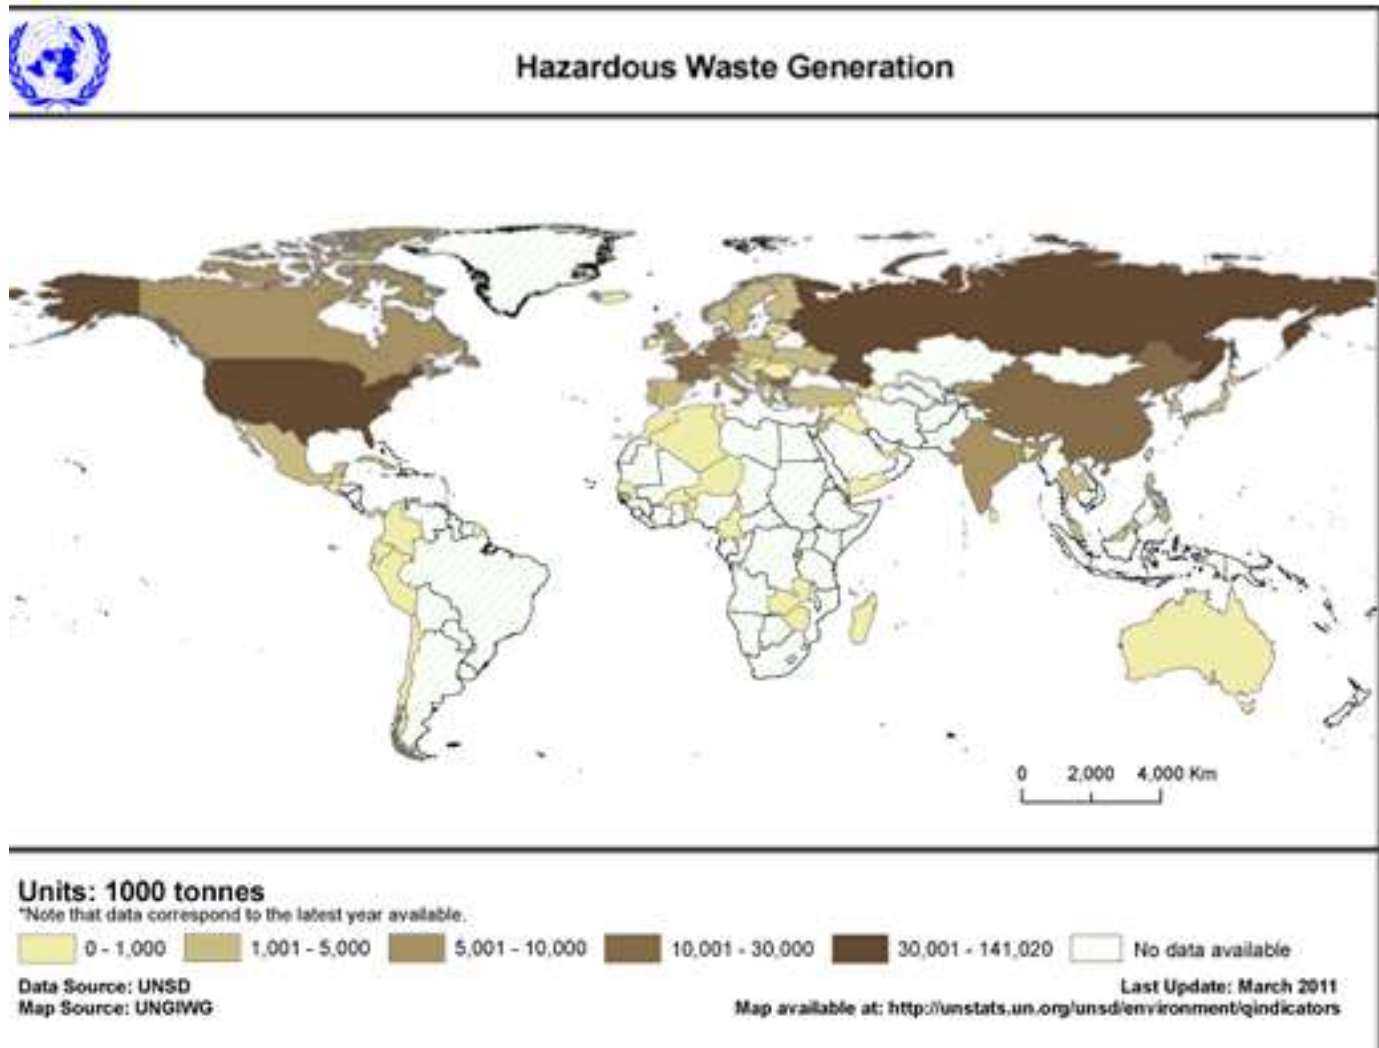 Hazardous Waste Generation
0 2,000 4,000 Km
Units: 1000 tonnes
*Note that data correspond to the latest year available.
0 - 1,000 1,001 - 5,000 5,001 - 10,000 10,001 - 30,000 30,001 - 141,020 No data available
Data Source: UNSD Last Update: March 2011
Map Source: UNGIWG Map available at: http://unstats.un.org/unsd/environment/qindicators